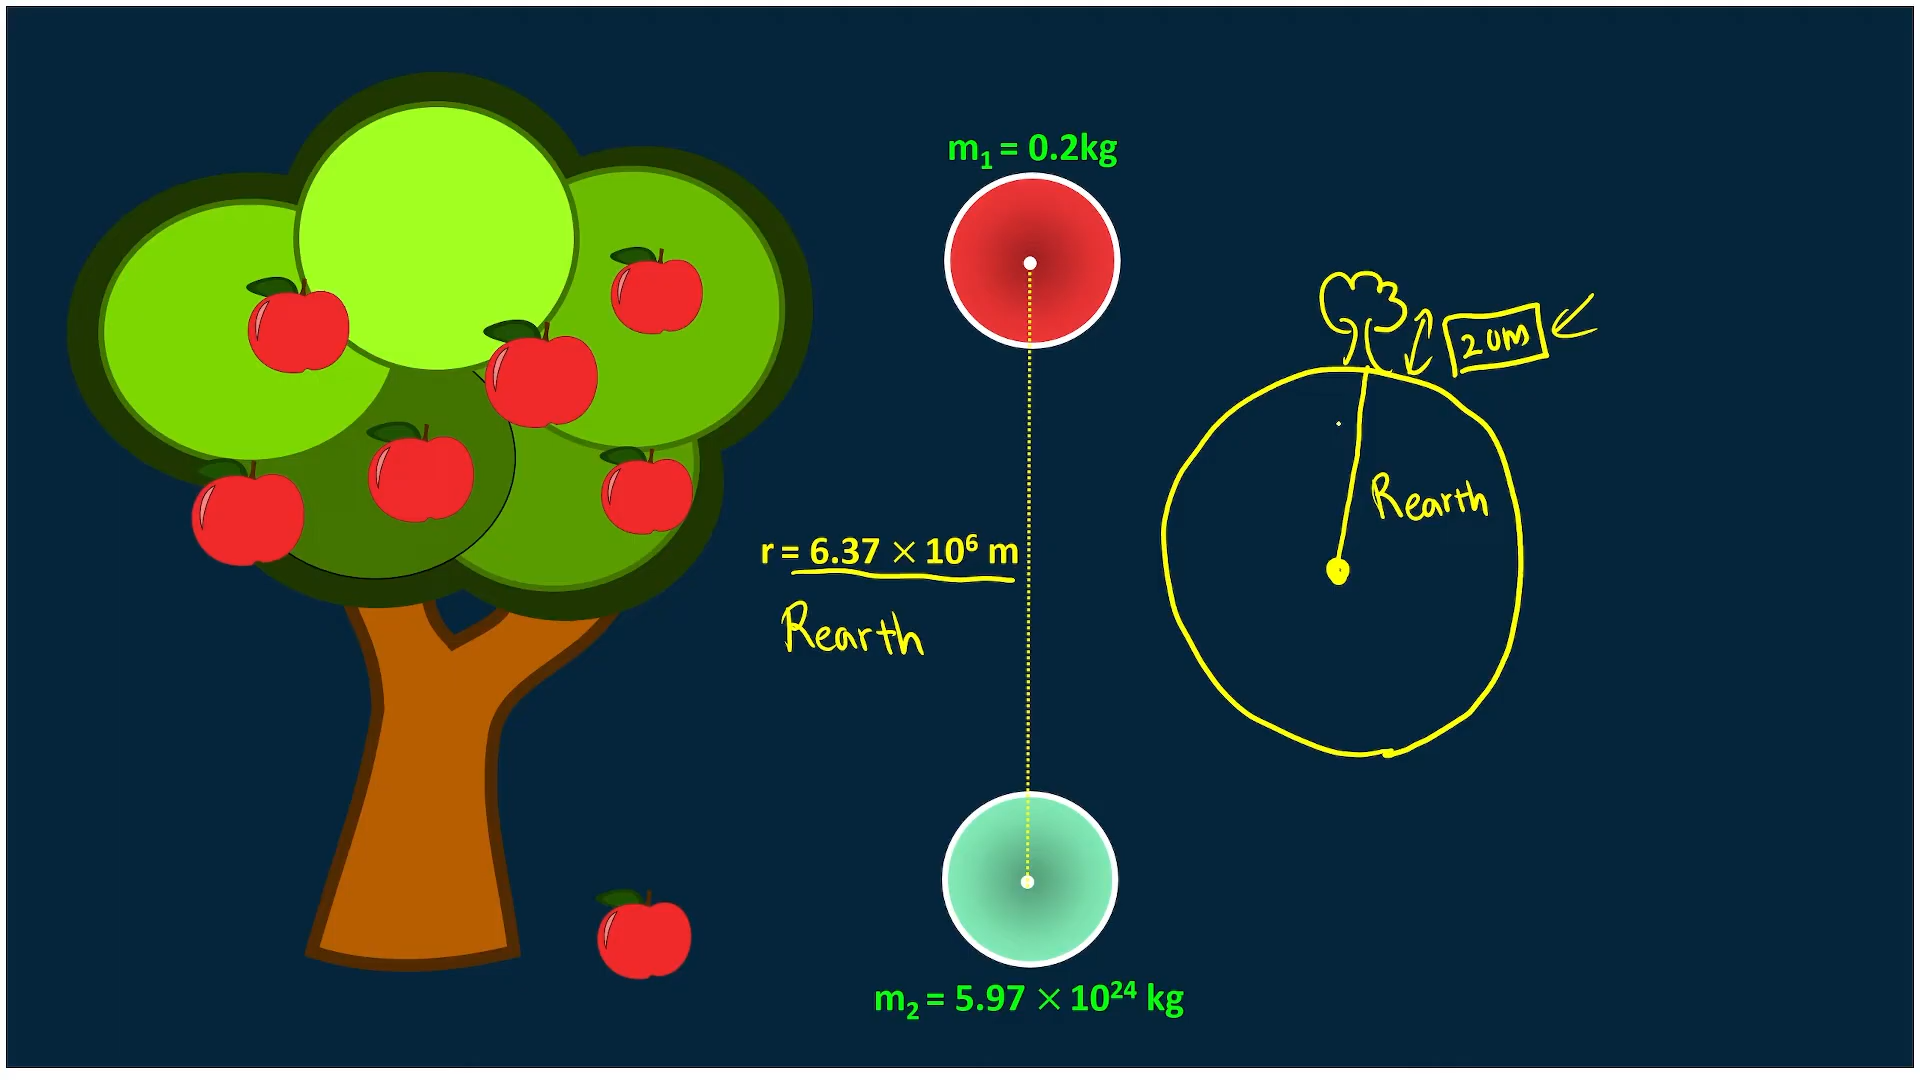 m₁ = 0.2kg
20m
Rearth
r = 6.37 × 10⁶ m
Rearth
m₂ = 5.97 × 10²⁴ kg